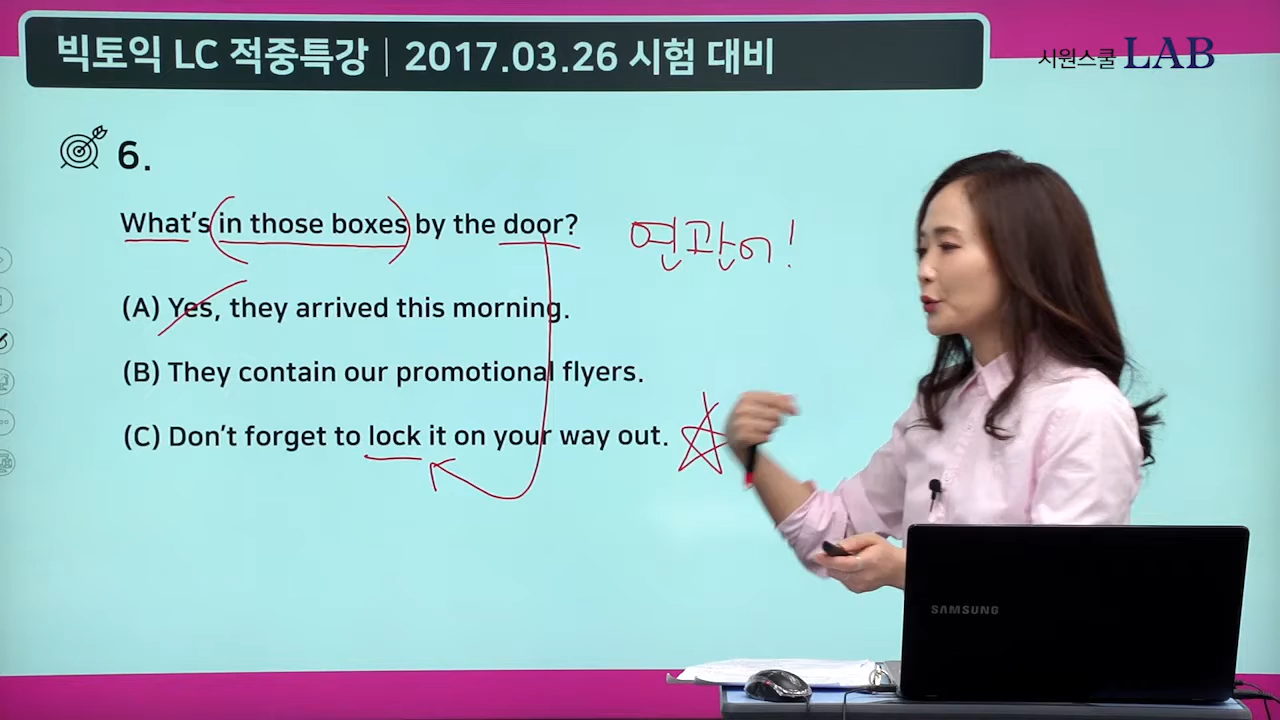 빅토익 LC 적중특강 | 2017.03.26 시험 대비
시원스쿨 LAB
6.
What's in those boxes by the door?
연관어!
(A) Yes, they arrived this morning.
(B) They contain our promotional flyers.
(C) Don't forget to lock it on your way out.
SAMSUNG